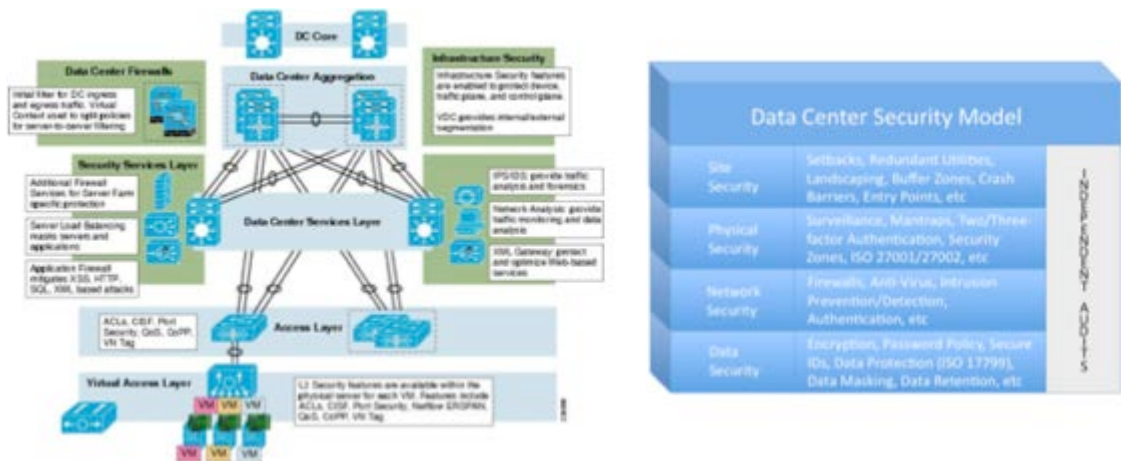 DC Core
Data Center Firewalls
Initial filter for DC ingress
and egress traffic. Virtual
Context used to split policies
for server-to-server filtering
Data Center Aggregation
Infrastructure Security
Infrastructure Security features
are enabled to protect device,
traffic plane, and control plane
VDC provides internal/external
segmentation
Security Services Layer
Additional Firewall
Services for Server Farm
specific protection
Server Load Balancing
masks servers and
applications
Application Firewall
mitigates XSS, HTTP,
SQL, XML based attacks
Data Center Services Layer
IPS/IDS: provide traffic
analysis and forensics
Network Analysis: provide
traffic monitoring and data
analysis
XML Gateway: protect
and optimize Web-based
services
ACLs, CISF, Port
Security, QoS, CoPP,
VN Tag
Access Layer
Virtual Access Layer
L2 Security features are available within the
physical server for each VM. Features include
ACLs, CISF, Port Security, Netflow ERSPAN,
QoS, CoPP, VN Tag
VM VM VM
VM VM VM
Data Center Security Model
Site
Security
Setbacks, Redundant Utilities,
Landscaping, Buffer Zones, Crash
Barriers, Entry Points, etc
Physical
Security
Surveillance, Mantraps, Two/Three-
factor Authentication, Security
Zones, ISO 27001/27002, etc
Network
Security
Firewalls, Anti-Virus, Intrusion
Prevention/Detection,
Authentication, etc
Data
Security
Encryption, Password Policy, Secure
IDs, Data Protection (ISO 17799),
Data Masking, Data Retention, etc
INDEPENDENT AUDITS